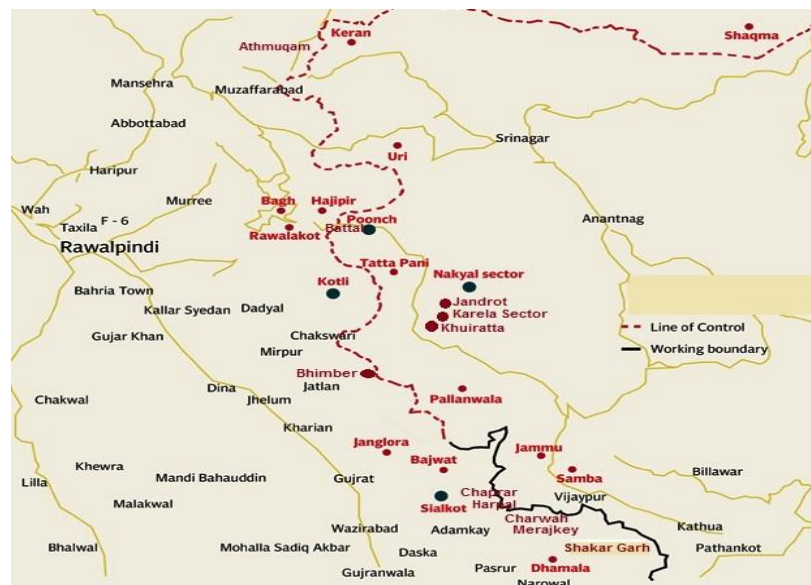 Keran
Shaqma
Athmuqam
Mansehra
Muzaffarabad
Abbottabad
Srinagar
Uri
Haripur
Murree
Bagh
Hajipir
Wah
Taxila
F - 6
Poonch
Battal
Anantnag
Rawalakot
Rawalpindi
Tatta Pani
Nakyal sector
Kotli
Bahria Town
Jandrot
Kallar Syedan
Dadyal
Karela Sector
Khuiratta
Line of Control
Gujar Khan
Chakswari
Mirpur
Working boundary
Bhimber
Dina
Jatlan
Pallanwala
Chakwal
Jhelum
Kharian
Janglora
Jammu
Khewra
Bajwat
Lilla
Mandi Bahauddin
Gujrat
Samba
Billawar
Chaprar
Vijaypur
Harpal
Malakwal
Sialkot
Charwah
Wazirabad
Adamkay
Merajkey
Kathua
Bhalwal
Mohalla Sadiq Akbar
Daska
Shakar Garh
Pathankot
Gujranwala
Pasrur
Dhamala
Narowal